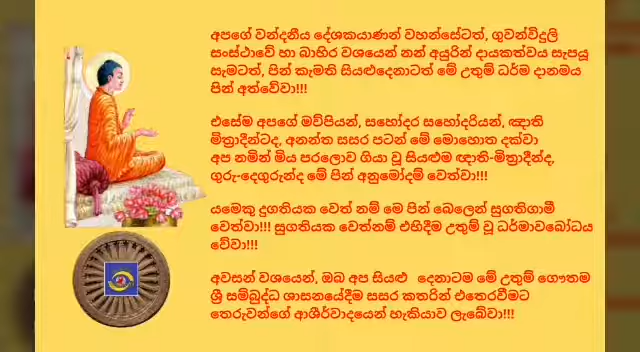 අපගේ වන්දනීය දේශකයාණන් වහන්සේටත්, ගුවන්විදුලි
සංස්ථාවේ හා බාහිර වශයෙන් නන් අයුරින් දායකත්වය සැපයූ
සැමටත්, පින් කැමති සියළුදෙනාටත් මේ උතුම් ධර්ම දානමය
පින් අත්වේවා!!!
එසේම අපගේ මව්පියන්, සහෝදර සහෝදරියන්, ඥාති
මිත්‍රාදීන්ටද, අනන්ත සසර පටන් මේ මොහොත දක්වා
අප නමින් මිය පරලොව ගියා වූ සියළුම ඥාති-මිත්‍රාදීන්ද,
ගුරු-දෙගුරුන්ද මේ පින් අනුමෝදම් වෙත්වා!!!
යමෙකු දුගතියක වෙත් නම් මෙ පින් බෙලෙන් සුගතිගාමී
වෙත්වා!!! සුගතියක වෙත්නම් එහිදීම උතුම් වූ ධර්මාවබෝධය
වේවා!!!
අවසන් වශයෙන්, ඔබ අප සියළු දෙනාටම මේ උතුම් ගෞතම
ශ්‍රී සම්බුද්ධ ශාසනයේදීම සසර කතරින් එතෙරවීමට
තෙරුවන්ගේ ආශීර්වාදයෙන් හැකියාව ලැබේවා!!!